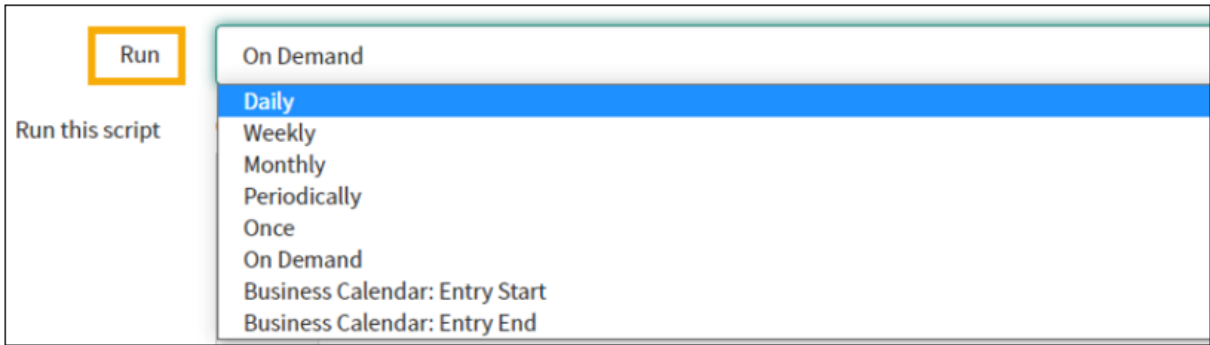 Run
On Demand
Daily
Run this script
Weekly
Monthly
Periodically
Once
On Demand
Business Calendar: Entry Start
Business Calendar: Entry End